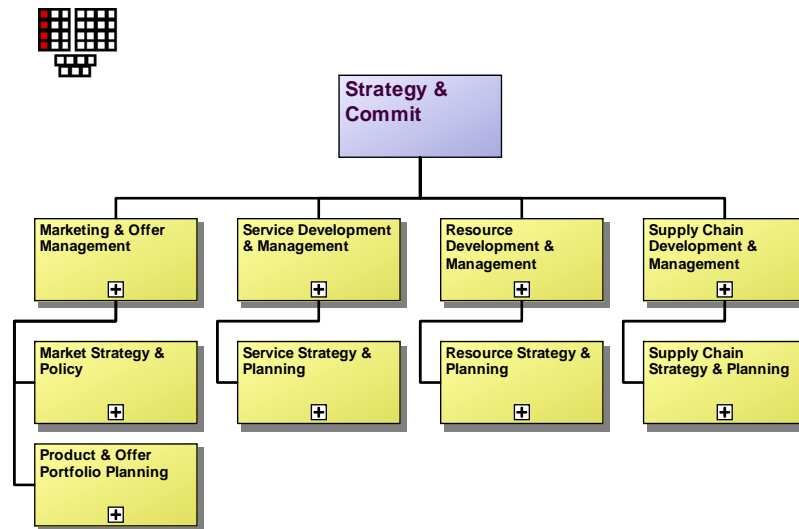 Strategy &
Commit
Marketing & Offer
Management
Service Development
& Management
Resource
Development &
Management
Supply Chain
Development &
Management
Market Strategy &
Policy
Service Strategy &
Planning
Resource Strategy &
Planning
Supply Chain
Strategy & Planning
Product & Offer
Portfolio Planning